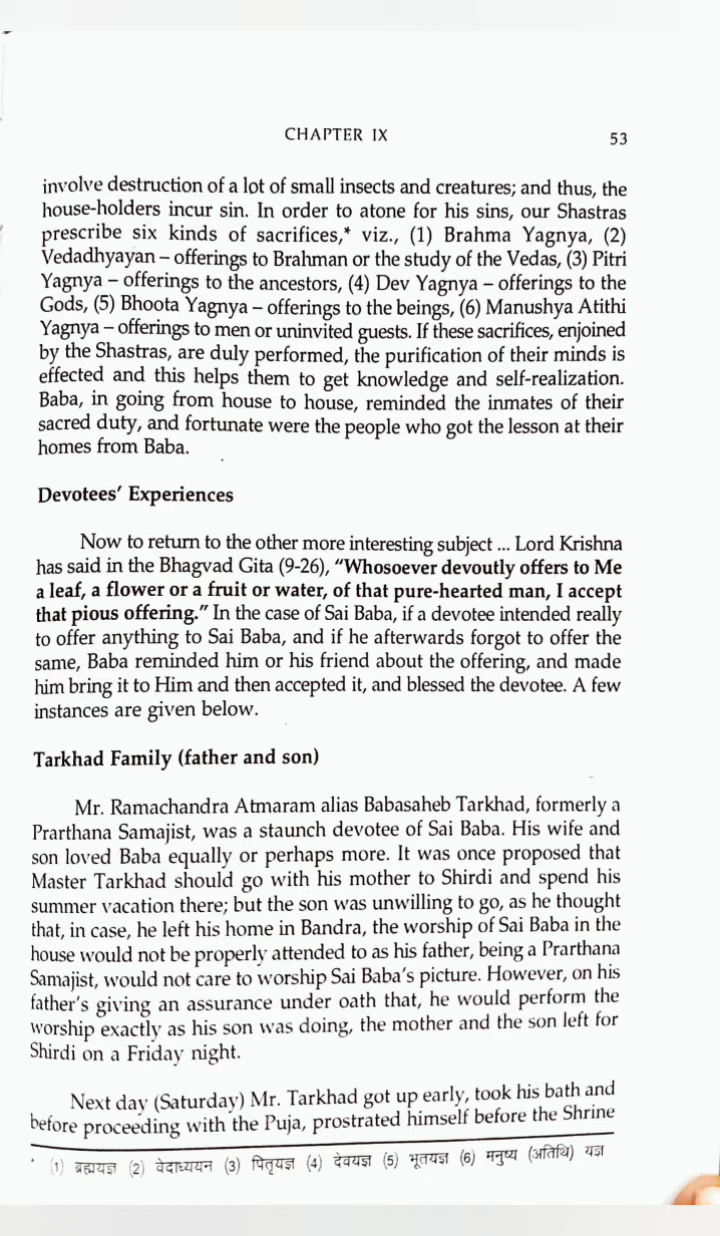 CHAPTER IX
53
involve destruction of a lot of small insects and creatures; and thus, the
house-holders incur sin. In order to atone for his sins, our Shastras
prescribe six kinds of sacrifices,* viz., (1) Brahma Yagnya, (2)
Vedadhyayan – offerings to Brahman or the study of the Vedas, (3) Pitri
Yagnya – offerings to the ancestors, (4) Dev Yagnya – offerings to the
Gods, (5) Bhoota Yagnya – offerings to the beings, (6) Manushya Atithi
Yagnya – offerings to men or uninvited guests. If these sacrifices, enjoined
by the Shastras, are duly performed, the purification of their minds is
effected and this helps them to get knowledge and self-realization.
Baba, in going from house to house, reminded the inmates of their
sacred duty, and fortunate were the people who got the lesson at their
homes from Baba.
Devotees' Experiences
Now to return to the other more interesting subject ... Lord Krishna
has said in the Bhagvad Gita (9-26), “Whosoever devoutly offers to Me
a leaf, a flower or a fruit or water, of that pure-hearted man, I accept
that pious offering.” In the case of Sai Baba, if a devotee intended really
to offer anything to Sai Baba, and if he afterwards forgot to offer the
same, Baba reminded him or his friend about the offering, and made
him bring it to Him and then accepted it, and blessed the devotee. A few
instances are given below.
Tarkhad Family (father and son)
Mr. Ramachandra Atmaram alias Babasaheb Tarkhad, formerly a
Prarthana Samajist, was a staunch devotee of Sai Baba. His wife and
son loved Baba equally or perhaps more. It was once proposed that
Master Tarkhad should go with his mother to Shirdi and spend his
summer vacation there; but the son was unwilling to go, as he thought
that, in case, he left his home in Bandra, the worship of Sai Baba in the
house would not be properly attended to as his father, being a Prarthana
Samajist, would not care to worship Sai Baba's picture. However, on his
father's giving an assurance under oath that, he would perform the
worship exactly as his son was doing, the mother and the son left for
Shirdi on a Friday night.
Next day (Saturday) Mr. Tarkhad got up early, took his bath and
before proceeding with the Puja, prostrated himself before the Shrine
* (1) ब्रह्मयज्ञ (2) वेदाध्ययन (3) पितृयज्ञ (4) देवयज्ञ (5) भूतयज्ञ (6) मनुष्य (अतिथि) यज्ञ